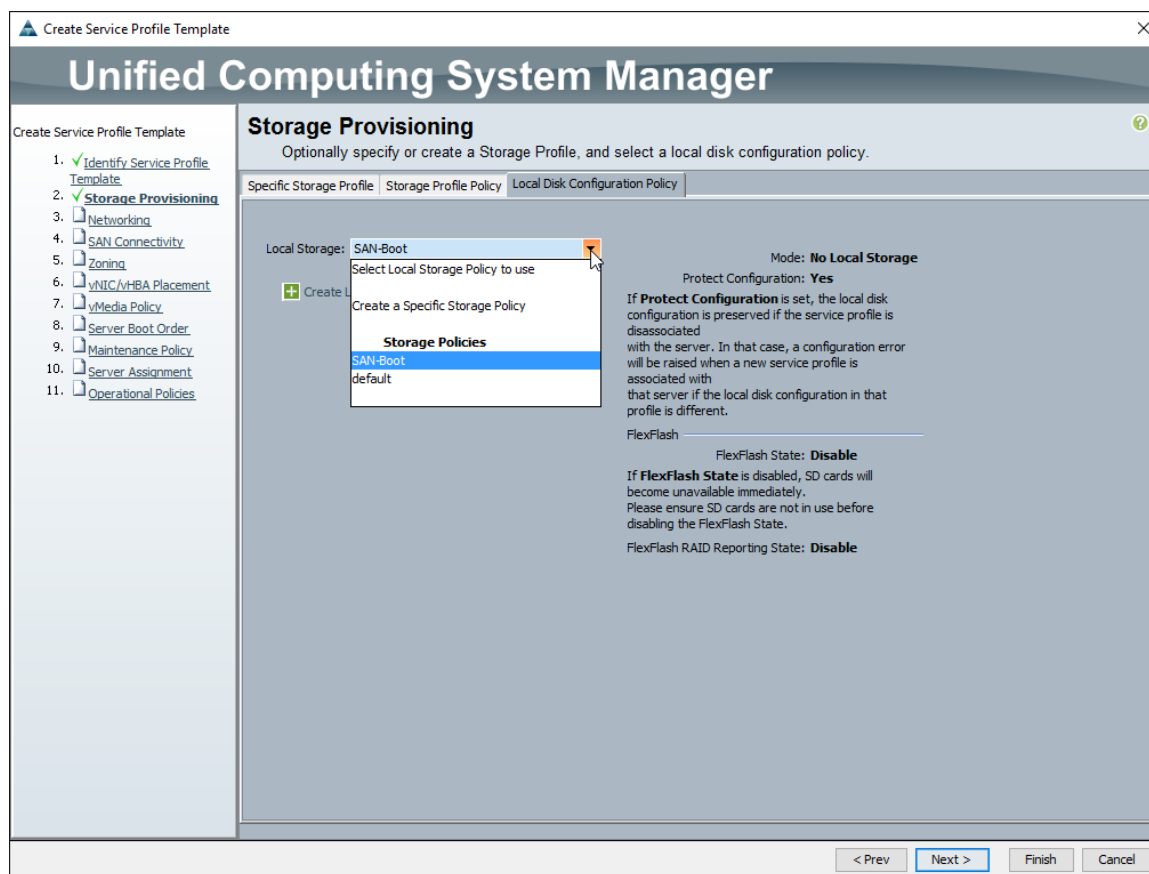 Create Service Profile Template
Unified Computing System Manager
Create Service Profile Template
1. Identify Service Profile
Template
2. Storage Provisioning
3. Networking
4. SAN Connectivity
5. Zoning
6. vNIC/vHBA Placement
7. vMedia Policy
8. Server Boot Order
9. Maintenance Policy
10. Server Assignment
11. Operational Policies
Storage Provisioning
Optionally specify or create a Storage Profile, and select a local disk configuration policy.
Specific Storage Profile Storage Profile Policy Local Disk Configuration Policy
Local Storage: SAN-Boot
Select Local Storage Policy to use
Create L
Create a Specific Storage Policy
Storage Policies
SAN-Boot
default
Mode: No Local Storage
Protect Configuration: Yes
If Protect Configuration is set, the local disk
configuration is preserved if the service profile is
disassociated
with the server. In that case, a configuration error
will be raised when a new service profile is
associated with
that server if the local disk configuration in that
profile is different.
FlexFlash
FlexFlash State: Disable
If FlexFlash State is disabled, SD cards will
become unavailable immediately.
Please ensure SD cards are not in use before
disabling the FlexFlash State.
FlexFlash RAID Reporting State: Disable
< Prev Next > Finish Cancel